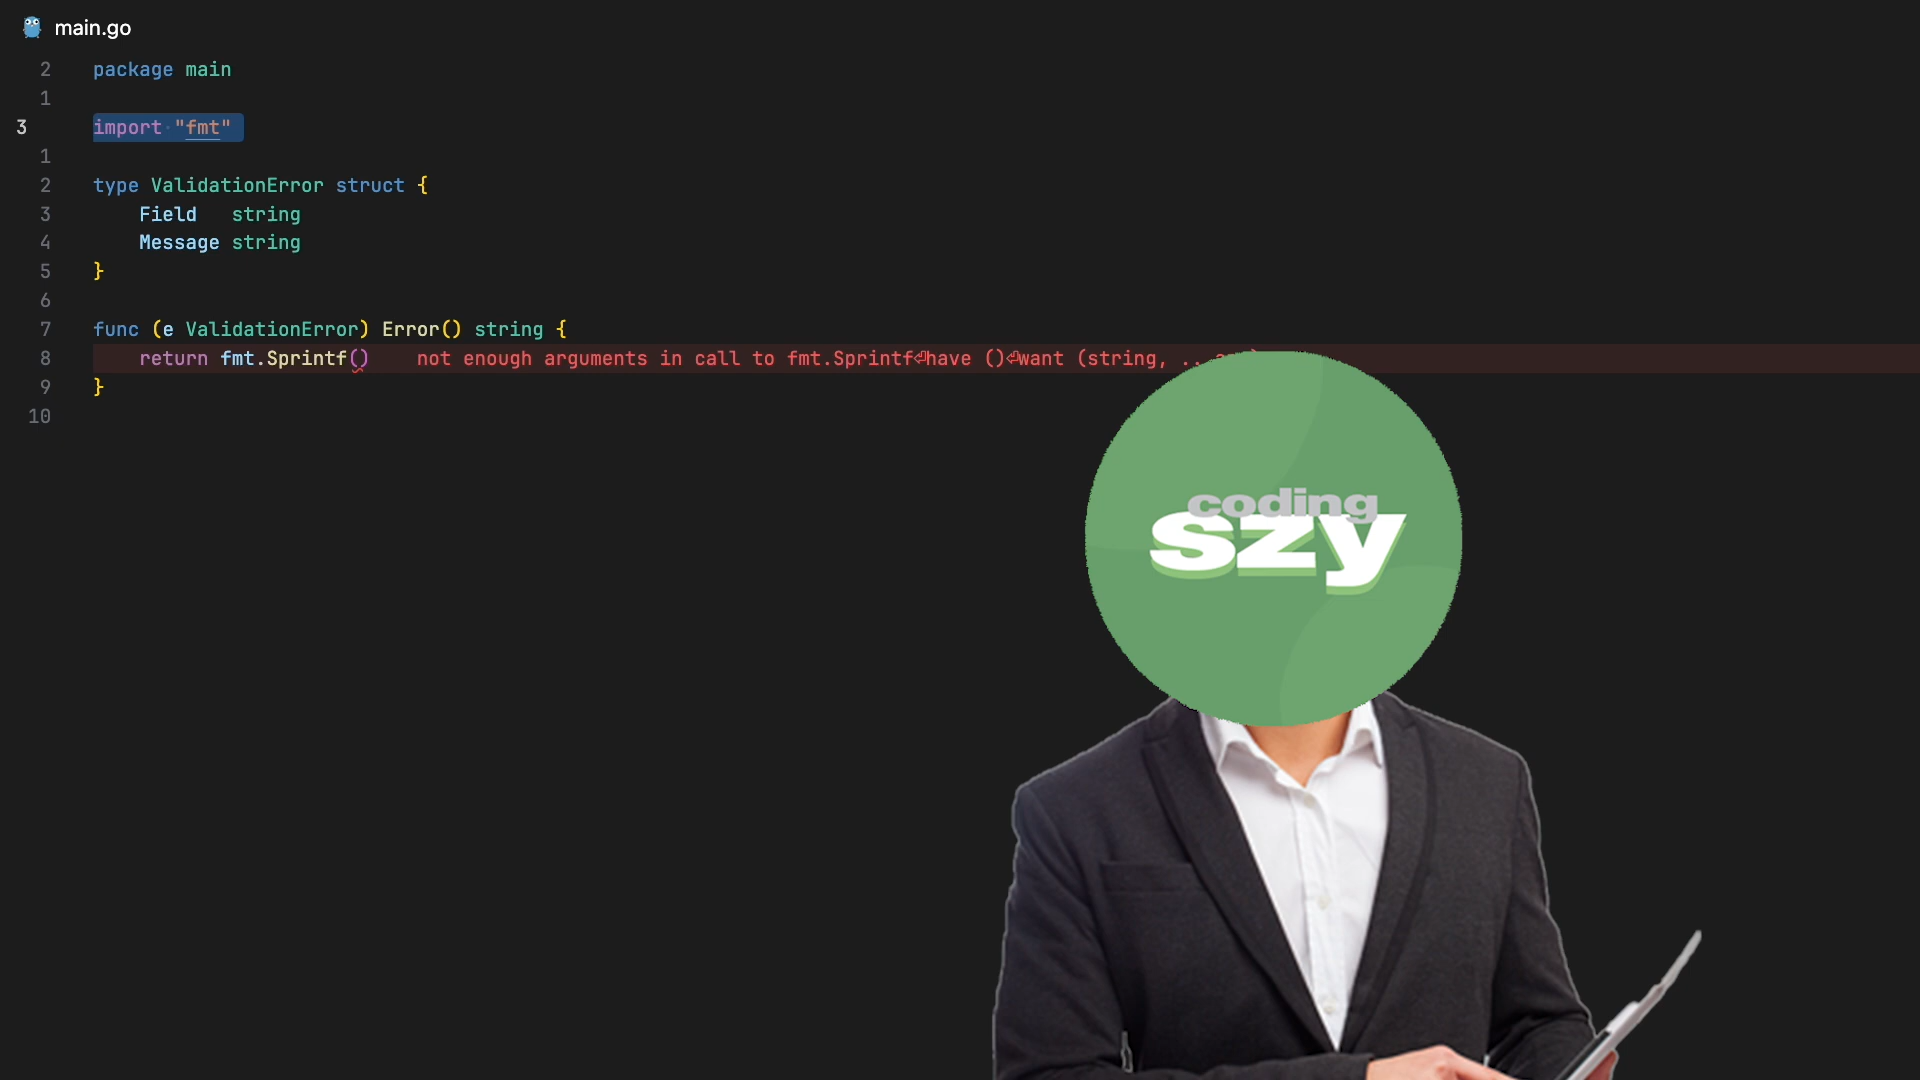 main.go
2 package main
1
3 import "fmt"
1
2 type ValidationError struct {
3 Field string
4 Message string
5 }
6
7 func (e ValidationError) Error() string {
8 return fmt.Sprintf() not enough arguments in call to fmt.Sprintf⏎have ()⏎want (string, ..
9 }
10
coding
szy